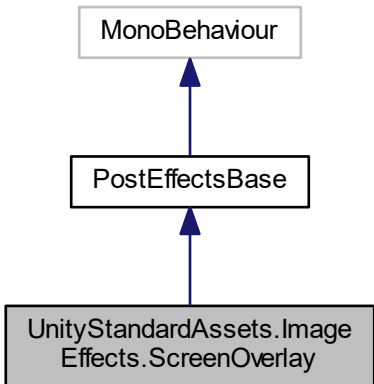 MonoBehaviour
PostEffectsBase
UnityStandardAssets.Image
Effects.ScreenOverlay